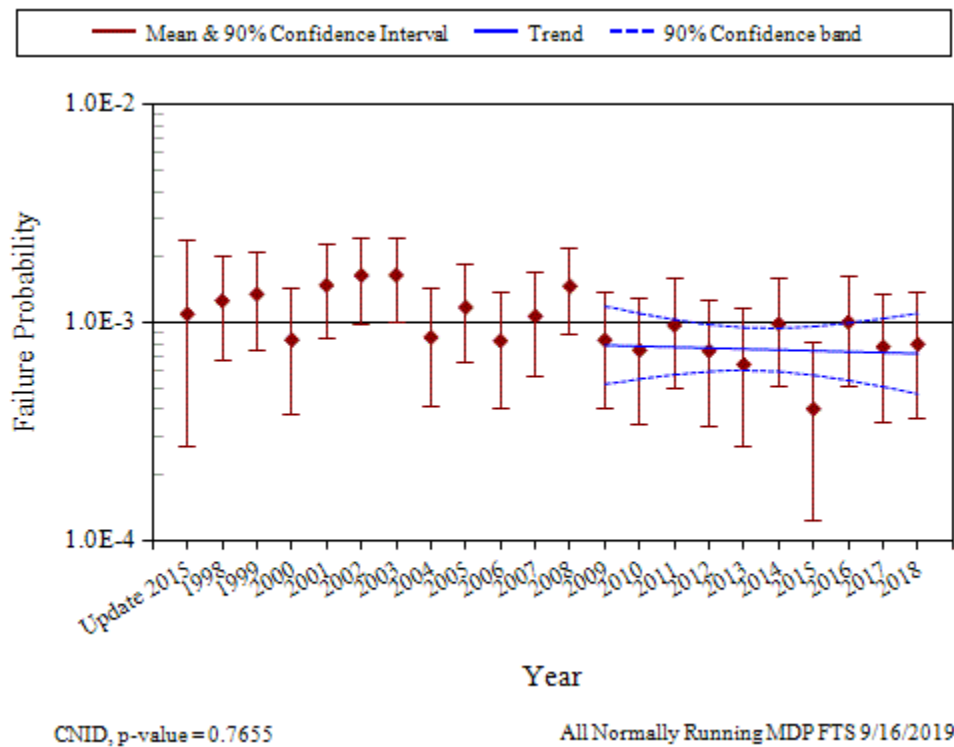 Mean & 90% Confidence Interval Trend 90% Confidence band
1.0E-2
1.0E-3
1.0E-4
Failure Probability
Update 2015 1998 1999 2000 2001 2002 2003 2004 2005 2006 2007 2008 2009 2010 2011 2012 2013 2014 2015 2016 2017 2018
Year
CNID, p-value = 0.7655 All Normally Running MDP FTS 9/16/2019